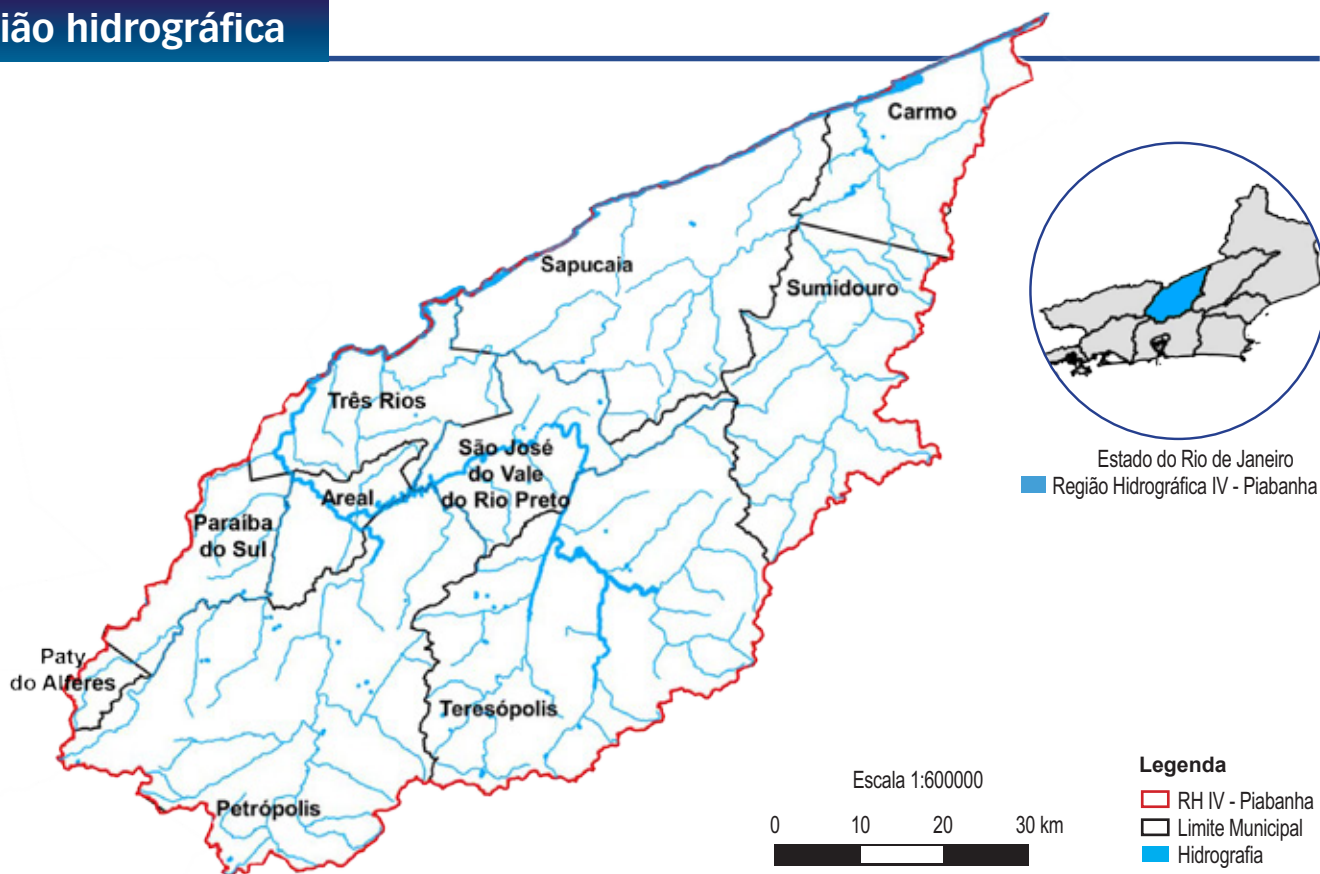 ião hidrográfica
Carmo
Sapucaia
Sumidouro
Três Rios
São José
do Vale
do Rio Preto
Areal
Paraíba
do Sul
Paty
do Alferes
Teresópolis
Petrópolis
Estado do Rio de Janeiro
Região Hidrográfica IV - Piabanha
Escala 1:600000
0 10 20 30 km
Legenda
RH IV - Piabanha
Limite Municipal
Hidrografia